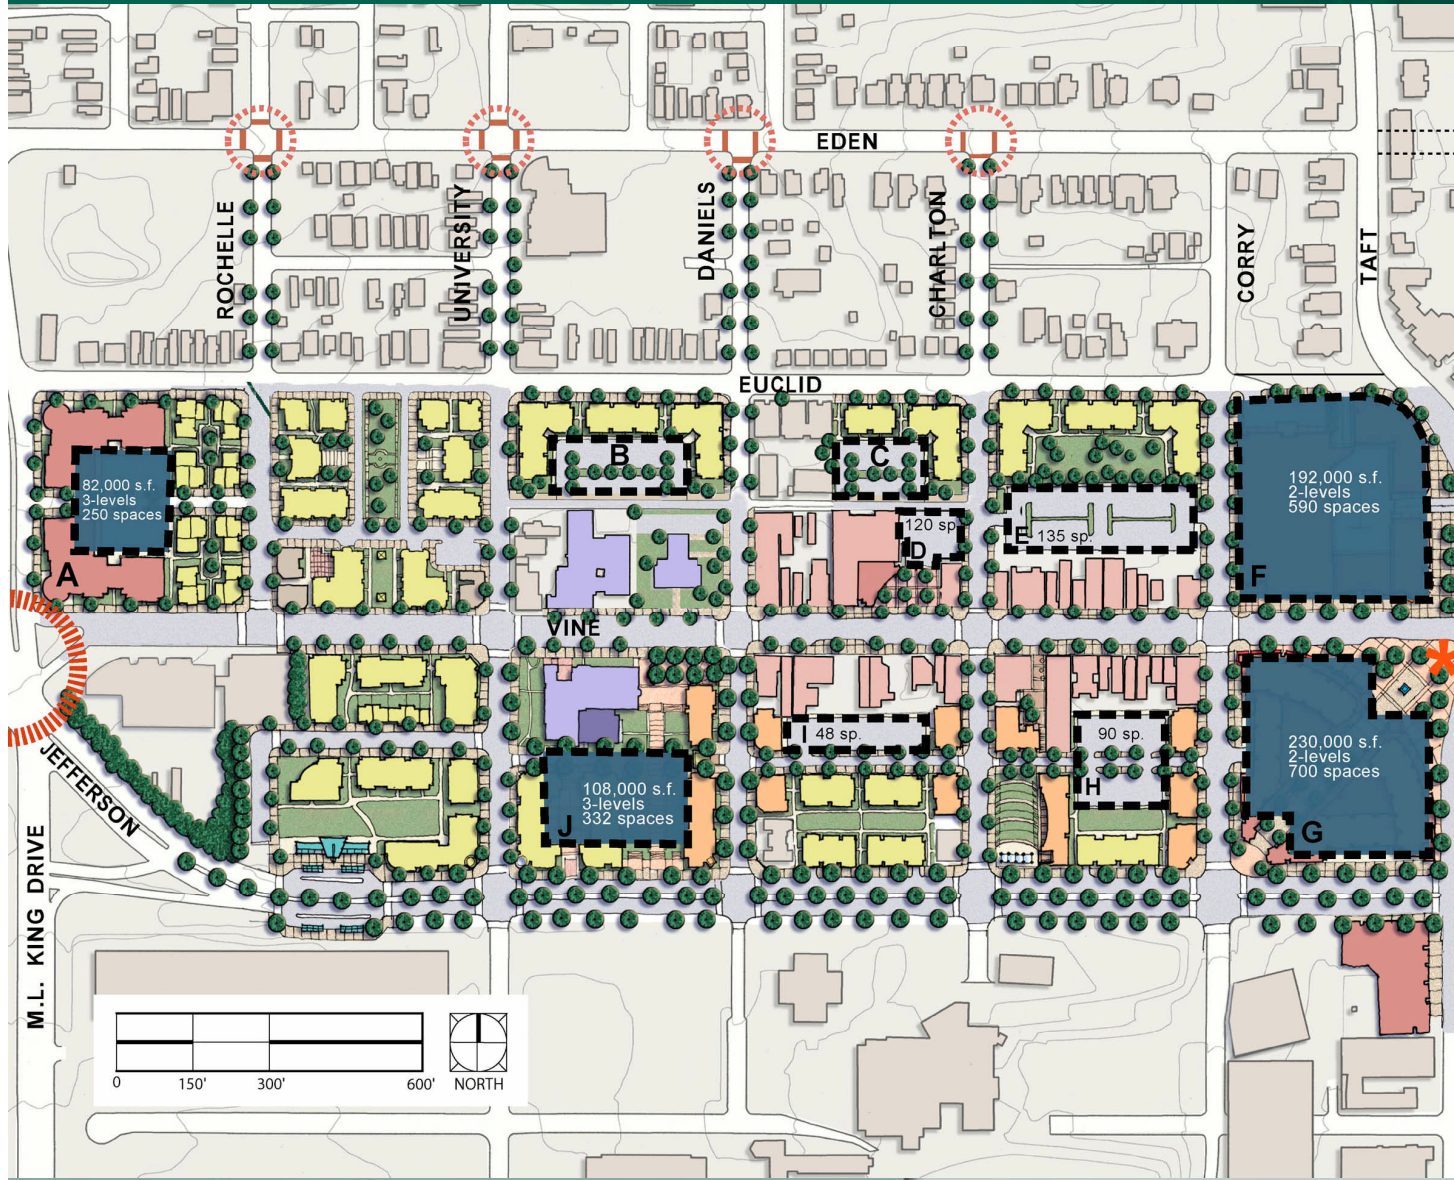 EDEN
ROCHELLE
UNIVERSITY
DANIELS
CHARLTON
CORRY
TAFT
EUCLID
82,000 s.f.
3-levels
250 spaces
A
B
C
120 sp.
D
E 135 sp.
192,000 s.f.
2-levels
590 spaces
F
VINE
I 48 sp.
90 sp.
H
230,000 s.f.
2-levels
700 spaces
G
108,000 s.f.
3-levels
332 spaces
J
JEFFERSON
M.L. KING DRIVE
0 150' 300' 600'
NORTH